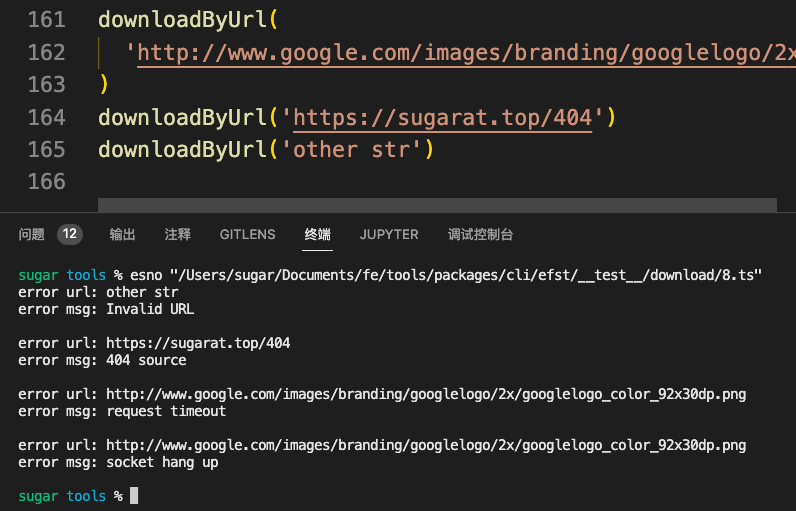 161 downloadByUrl(
162 'http://www.google.com/images/branding/googlelogo/2x
163 )
164 downloadByUrl('https://sugarat.top/404')
165 downloadByUrl('other str')
166
问题 12 输出 注释 GITLENS 终端 JUPYTER 调试控制台
sugar tools % esno "/Users/sugar/Documents/fe/tools/packages/cli/efst/__test__/download/8.ts"
error url: other str
error msg: Invalid URL
error url: https://sugarat.top/404
error msg: 404 source
error url: http://www.google.com/images/branding/googlelogo/2x/googlelogo_color_92x30dp.png
error msg: request timeout
error url: http://www.google.com/images/branding/googlelogo/2x/googlelogo_color_92x30dp.png
error msg: socket hang up
sugar tools %